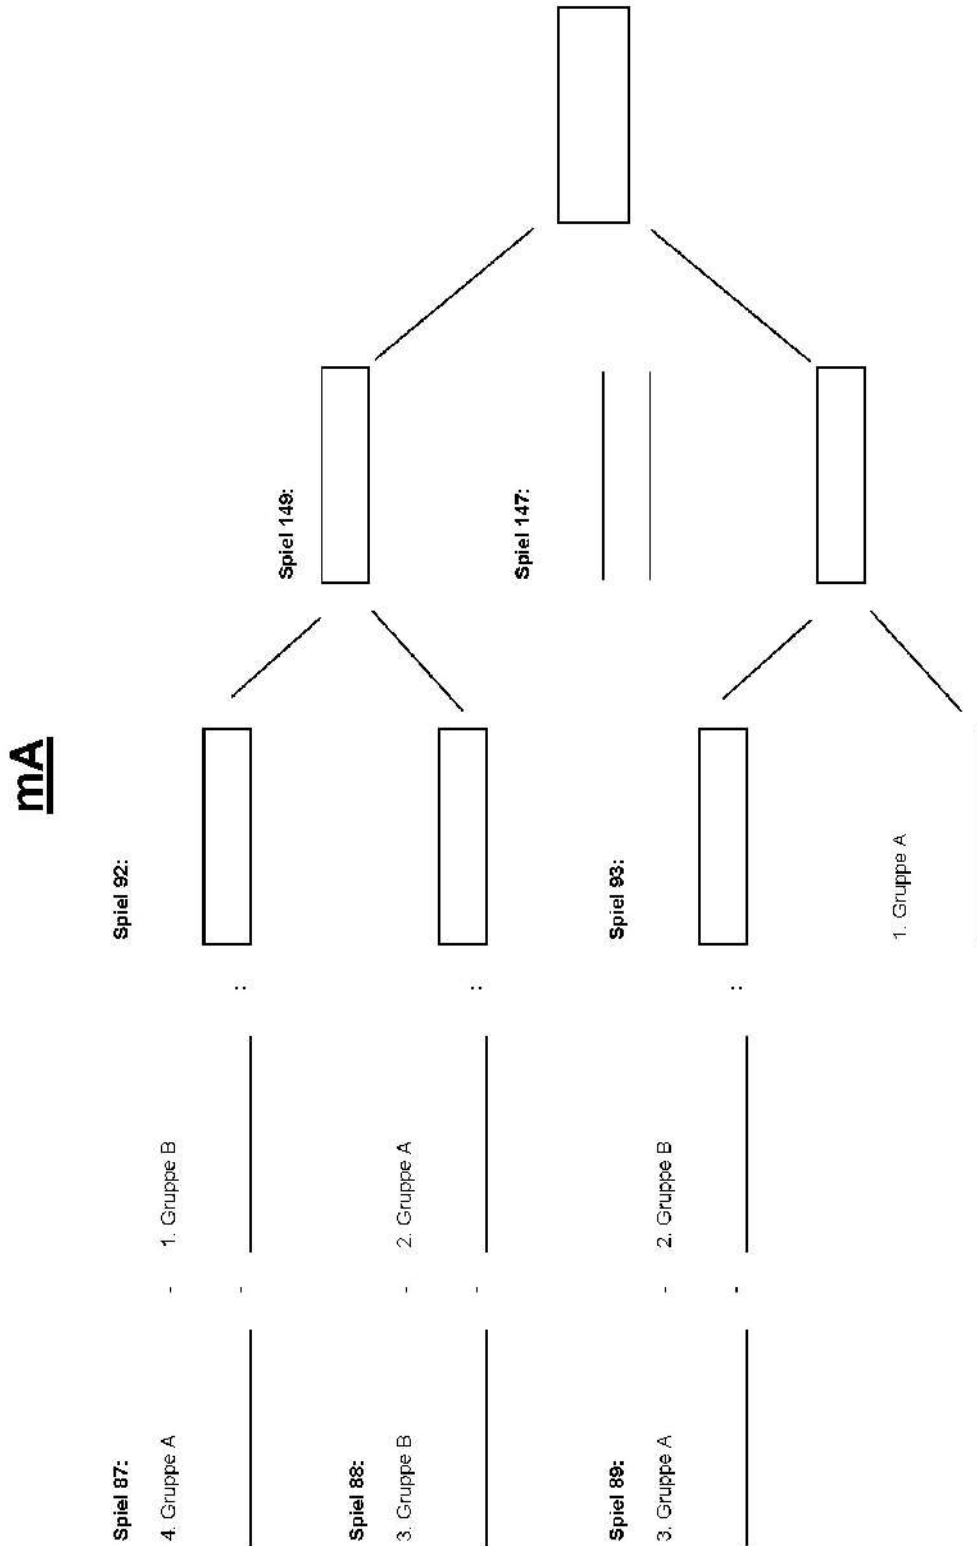 mA
Spiel 87:
4. Gruppe A - 1. Gruppe B
- :
Spiel 92:
Spiel 88:
3. Gruppe B - 2. Gruppe A
- :
Spiel 149:
Spiel 147:
Spiel 89:
3. Gruppe A - 2. Gruppe B
- :
Spiel 93:
1. Gruppe A